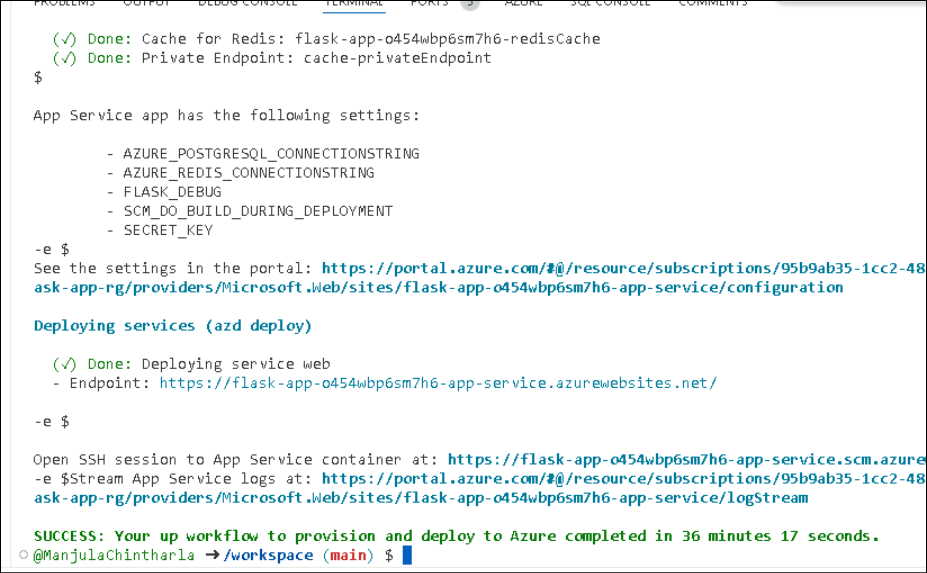 PROBLEMS OUTPUT DEBUG CONSOLE TERMINAL PORTS 3 AZURE SQL CONSOLE COMMENTS
(✓) Done: Cache for Redis: flask-app-o454wbp6sm7h6-redisCache
(✓) Done: Private Endpoint: cache-privateEndpoint
$
App Service app has the following settings:
- AZURE_POSTGRESQL_CONNECTIONSTRING
- AZURE_REDIS_CONNECTIONSTRING
- FLASK_DEBUG
- SCM_DO_BUILD_DURING_DEPLOYMENT
- SECRET_KEY
-e $
See the settings in the portal: https://portal.azure.com/#@/resource/subscriptions/95b9ab35-1cc2-48
ask-app-rg/providers/Microsoft.Web/sites/flask-app-o454wbp6sm7h6-app-service/configuration
Deploying services (azd deploy)
(✓) Done: Deploying service web
- Endpoint: https://flask-app-o454wbp6sm7h6-app-service.azurewebsites.net/
-e $
Open SSH session to App Service container at: https://flask-app-o454wbp6sm7h6-app-service.scm.azure
-e $Stream App Service logs at: https://portal.azure.com/#@/resource/subscriptions/95b9ab35-1cc2-48
ask-app-rg/providers/Microsoft.Web/sites/flask-app-o454wbp6sm7h6-app-service/logStream
SUCCESS: Your up workflow to provision and deploy to Azure completed in 36 minutes 17 seconds.
@ManjulaChintharla ➜ /workspace (main) $